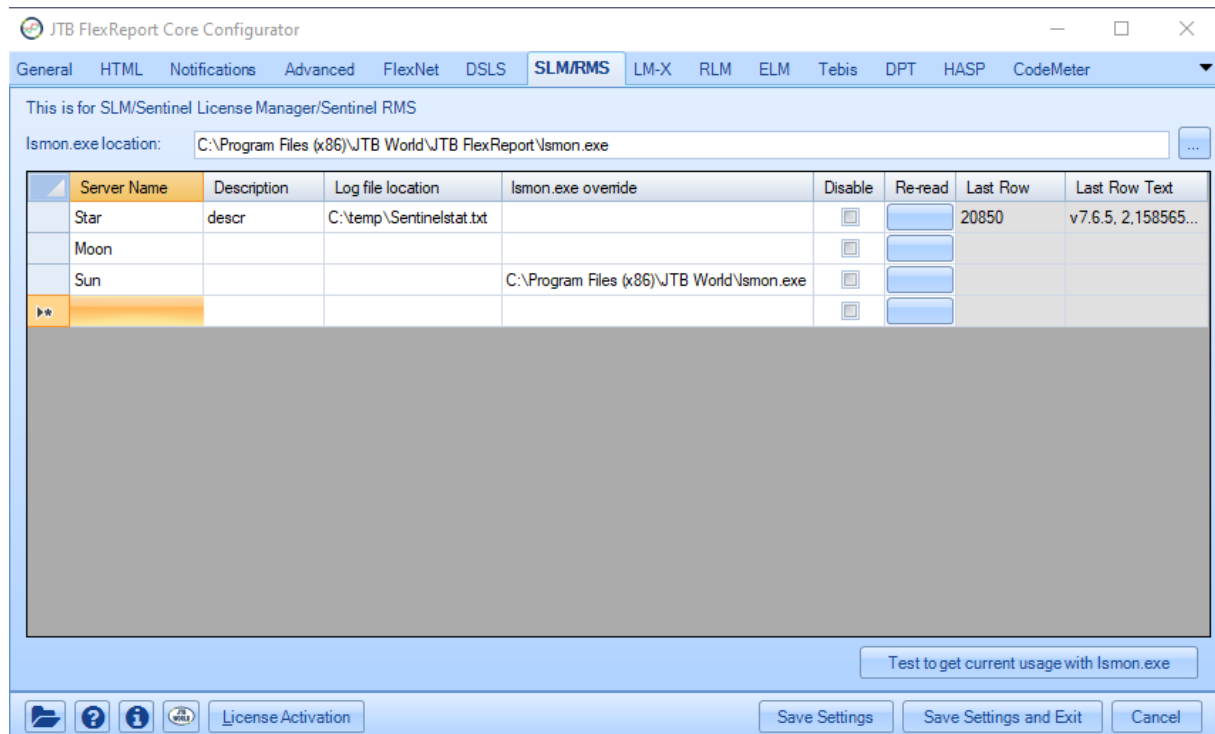 JTB FlexReport Core Configurator
General HTML Notifications Advanced FlexNet DSLS SLM/RMS LM-X RLM ELM Tebis DPT HASP CodeMeter
This is for SLM/Sentinel License Manager/Sentinel RMS
lsmon.exe location: C:\Program Files (x86)\JTB World\JTB FlexReport\lsmon.exe ...
Server Name Description Log file location lsmon.exe override Disable Re-read Last Row Last Row Text
Star descr C:\temp\Sentinelstat.txt 20850 v7.6.5, 2,158565...
Moon
Sun C:\Program Files (x86)\JTB World\lsmon.exe
Test to get current usage with lsmon.exe
JTB WORLD License Activation Save Settings Save Settings and Exit Cancel